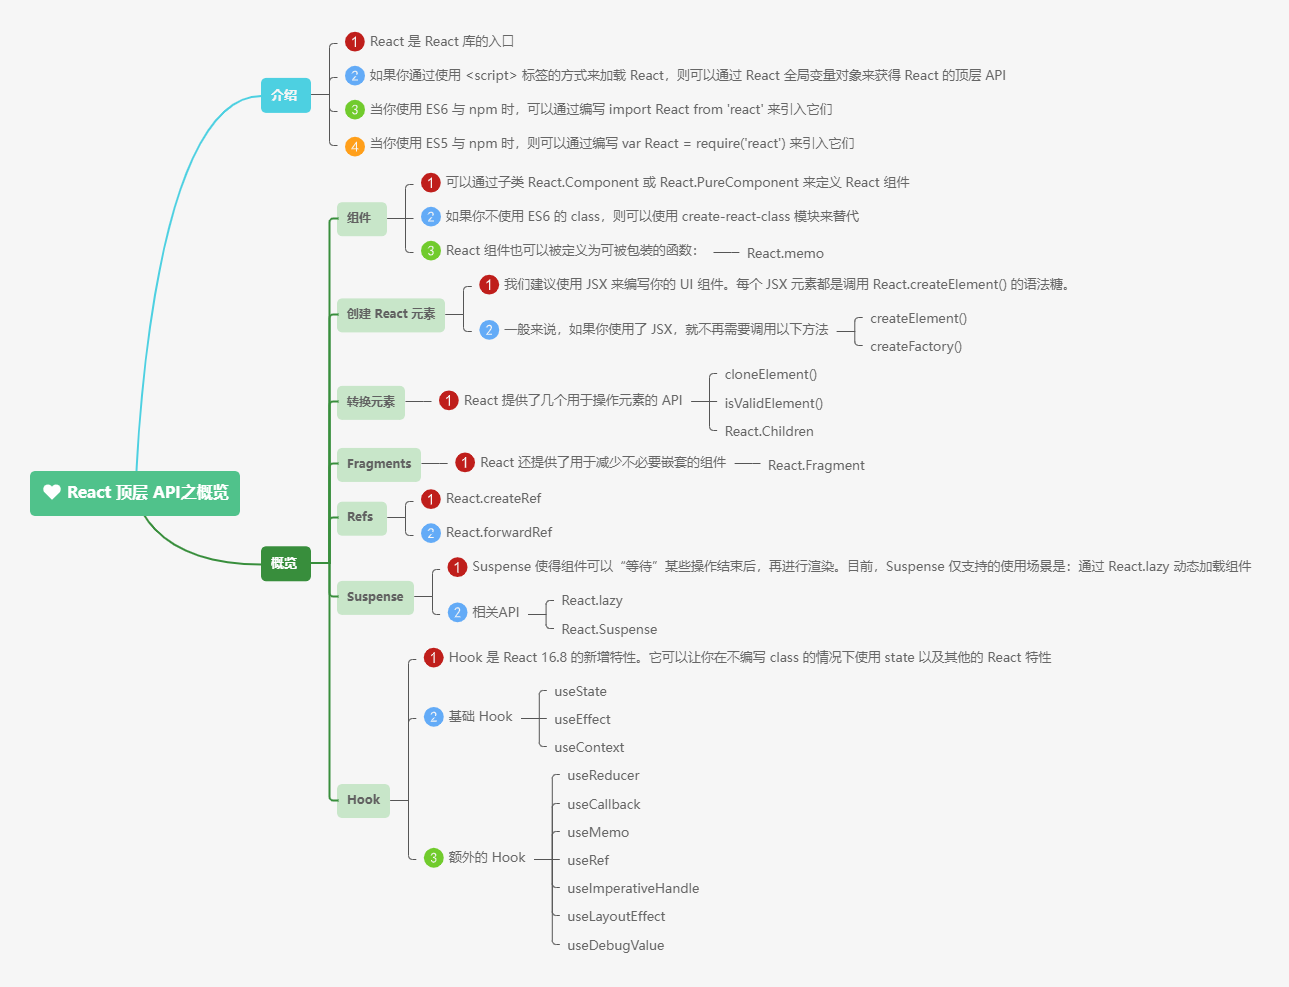 React 顶层 API之概览
介绍
1 React 是 React 库的入口
2 如果你通过使用 <script> 标签的方式来加载 React，则可以通过 React 全局变量对象来获得 React 的顶层 API
3 当你使用 ES6 与 npm 时，可以通过编写 import React from 'react' 来引入它们
4 当你使用 ES5 与 npm 时，则可以通过编写 var React = require('react') 来引入它们
概览
组件
1 可以通过子类 React.Component 或 React.PureComponent 来定义 React 组件
2 如果你不使用 ES6 的 class，则可以使用 create-react-class 模块来替代
3 React 组件也可以被定义为可被包装的函数：
React.memo
创建 React 元素
1 我们建议使用 JSX 来编写你的 UI 组件。每个 JSX 元素都是调用 React.createElement() 的语法糖。
2 一般来说，如果你使用了 JSX，就不再需要调用以下方法
createElement()
createFactory()
转换元素
1 React 提供了几个用于操作元素的 API
cloneElement()
isValidElement()
React.Children
Fragments
1 React 还提供了用于减少不必要嵌套的组件
React.Fragment
Refs
1 React.createRef
2 React.forwardRef
Suspense
1 Suspense 使得组件可以“等待”某些操作结束后，再进行渲染。目前，Suspense 仅支持的使用场景是：通过 React.lazy 动态加载组件
2 相关API
React.lazy
React.Suspense
Hook
1 Hook 是 React 16.8 的新增特性。它可以让你在不编写 class 的情况下使用 state 以及其他的 React 特性
2 基础 Hook
useState
useEffect
useContext
3 额外的 Hook
useReducer
useCallback
useMemo
useRef
useImperativeHandle
useLayoutEffect
useDebugValue